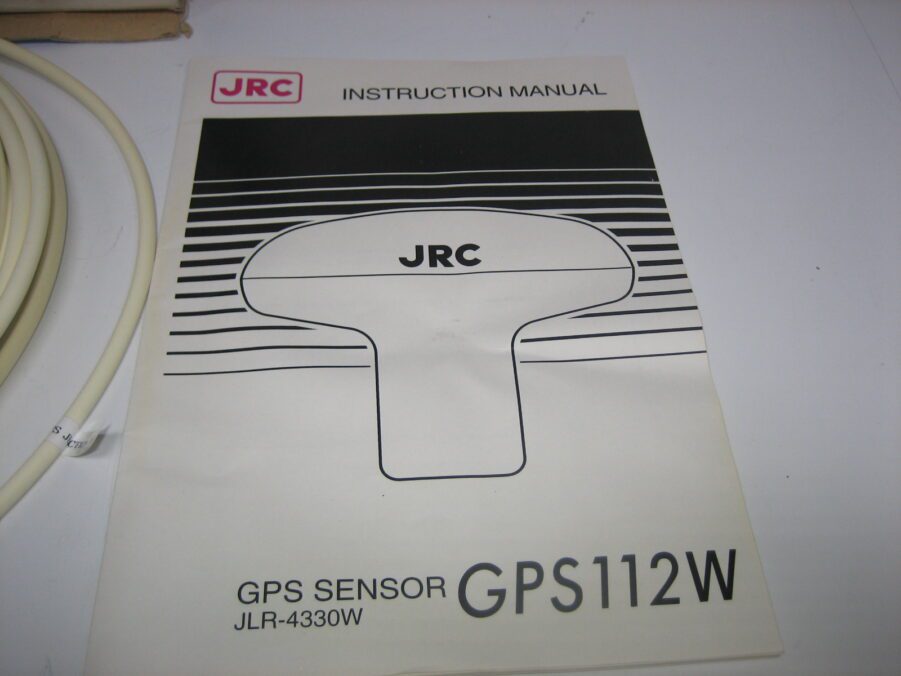 JRC
INSTRUCTION MANUAL
JRC
GPS SENSOR GPS112W
JLR-4330W